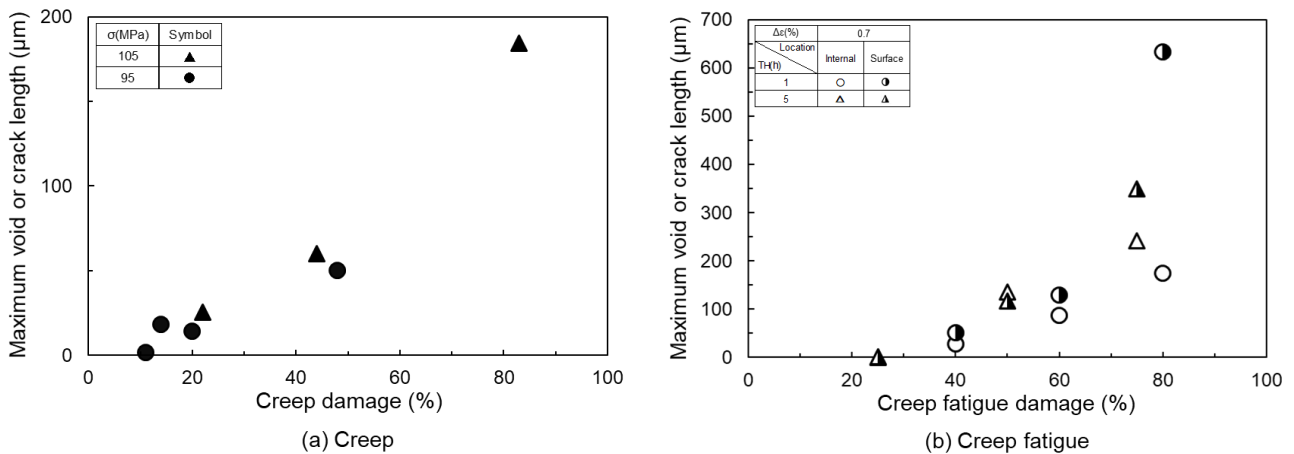 200
σ(MPa) Symbol
105
95
100
0
0 20 40 60 80 100
Maximum void or crack length (μm)
Creep damage (%)
(a) Creep
700
600
500
400
300
200
100
0
0 20 40 60 80 100
Δε(%) 0.7
Location
TH(h)
Internal Surface
1
5
Maximum void or crack length (μm)
Creep fatigue damage (%)
(b) Creep fatigue